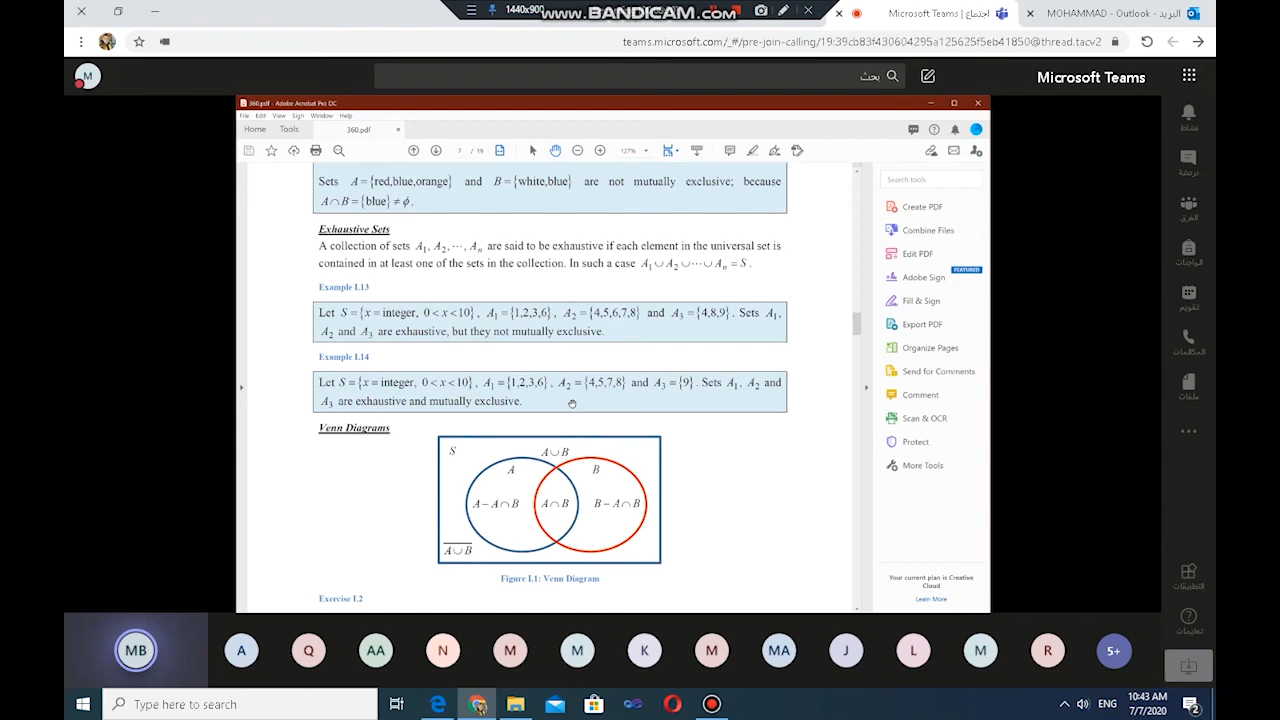 1440x900
www.BANDICAM.com
اجتماع | Microsoft Teams
البريد - MOHAMMAD - Outlook
teams.microsoft.com/_#/pre-join-calling/19:39cb83f430604295a125625f5eb41850@thread.tacv2
M
بحث
Microsoft Teams
360.pdf - Adobe Acrobat Pro DC
File Edit View Sign Window Help
Home Tools 360.pdf ×
7 / 19 127%
Sets A = {red,blue,orange} and B = {white,blue} are not mutually exclusive; because
A ∩ B = {blue} ≠ ϕ.
Exhaustive Sets
A collection of sets A₁, A₂, ⋯, Aₙ are said to be exhaustive if each element in the universal set is
contained in at least one of the sets in the collection. In such a case A₁ ∪ A₂ ∪ ⋯ ∪ Aₙ = S.
Example I.13
Let S = {x = integer, 0 < x < 10}, A₁ = {1,2,3,6}, A₂ = {4,5,6,7,8} and A₃ = {4,8,9}. Sets A₁,
A₂ and A₃ are exhaustive, but they not mutually exclusive.
Example I.14
Let S = {x = integer, 0 < x < 10}, A₁ = {1,2,3,6}, A₂ = {4,5,7,8} and A₃ = {9}. Sets A₁, A₂ and
A₃ are exhaustive and mutually exclusive.
Venn Diagrams
S A ∪ B
A B
A − A ∩ B A ∩ B B − A ∩ B
A̅ ̅∪̅ ̅B̅
Figure I.1: Venn Diagram
Exercise I.2
Search tools
Create PDF
Combine Files
Edit PDF
FEATURED
Adobe Sign
Fill & Sign
Export PDF
Organize Pages
Send for Comments
Comment
Scan & OCR
Protect
More Tools
Your current plan is Creative
Cloud
Learn More
نشاط
دردشة
الفرق
الواجبات
تقويم
المكالمات
ملفات
التطبيقات
تعليمات
MB A Q AA N M M K M MA J L M R 5+
Type here to search
ENG
10:43 AM
7/7/2020
2